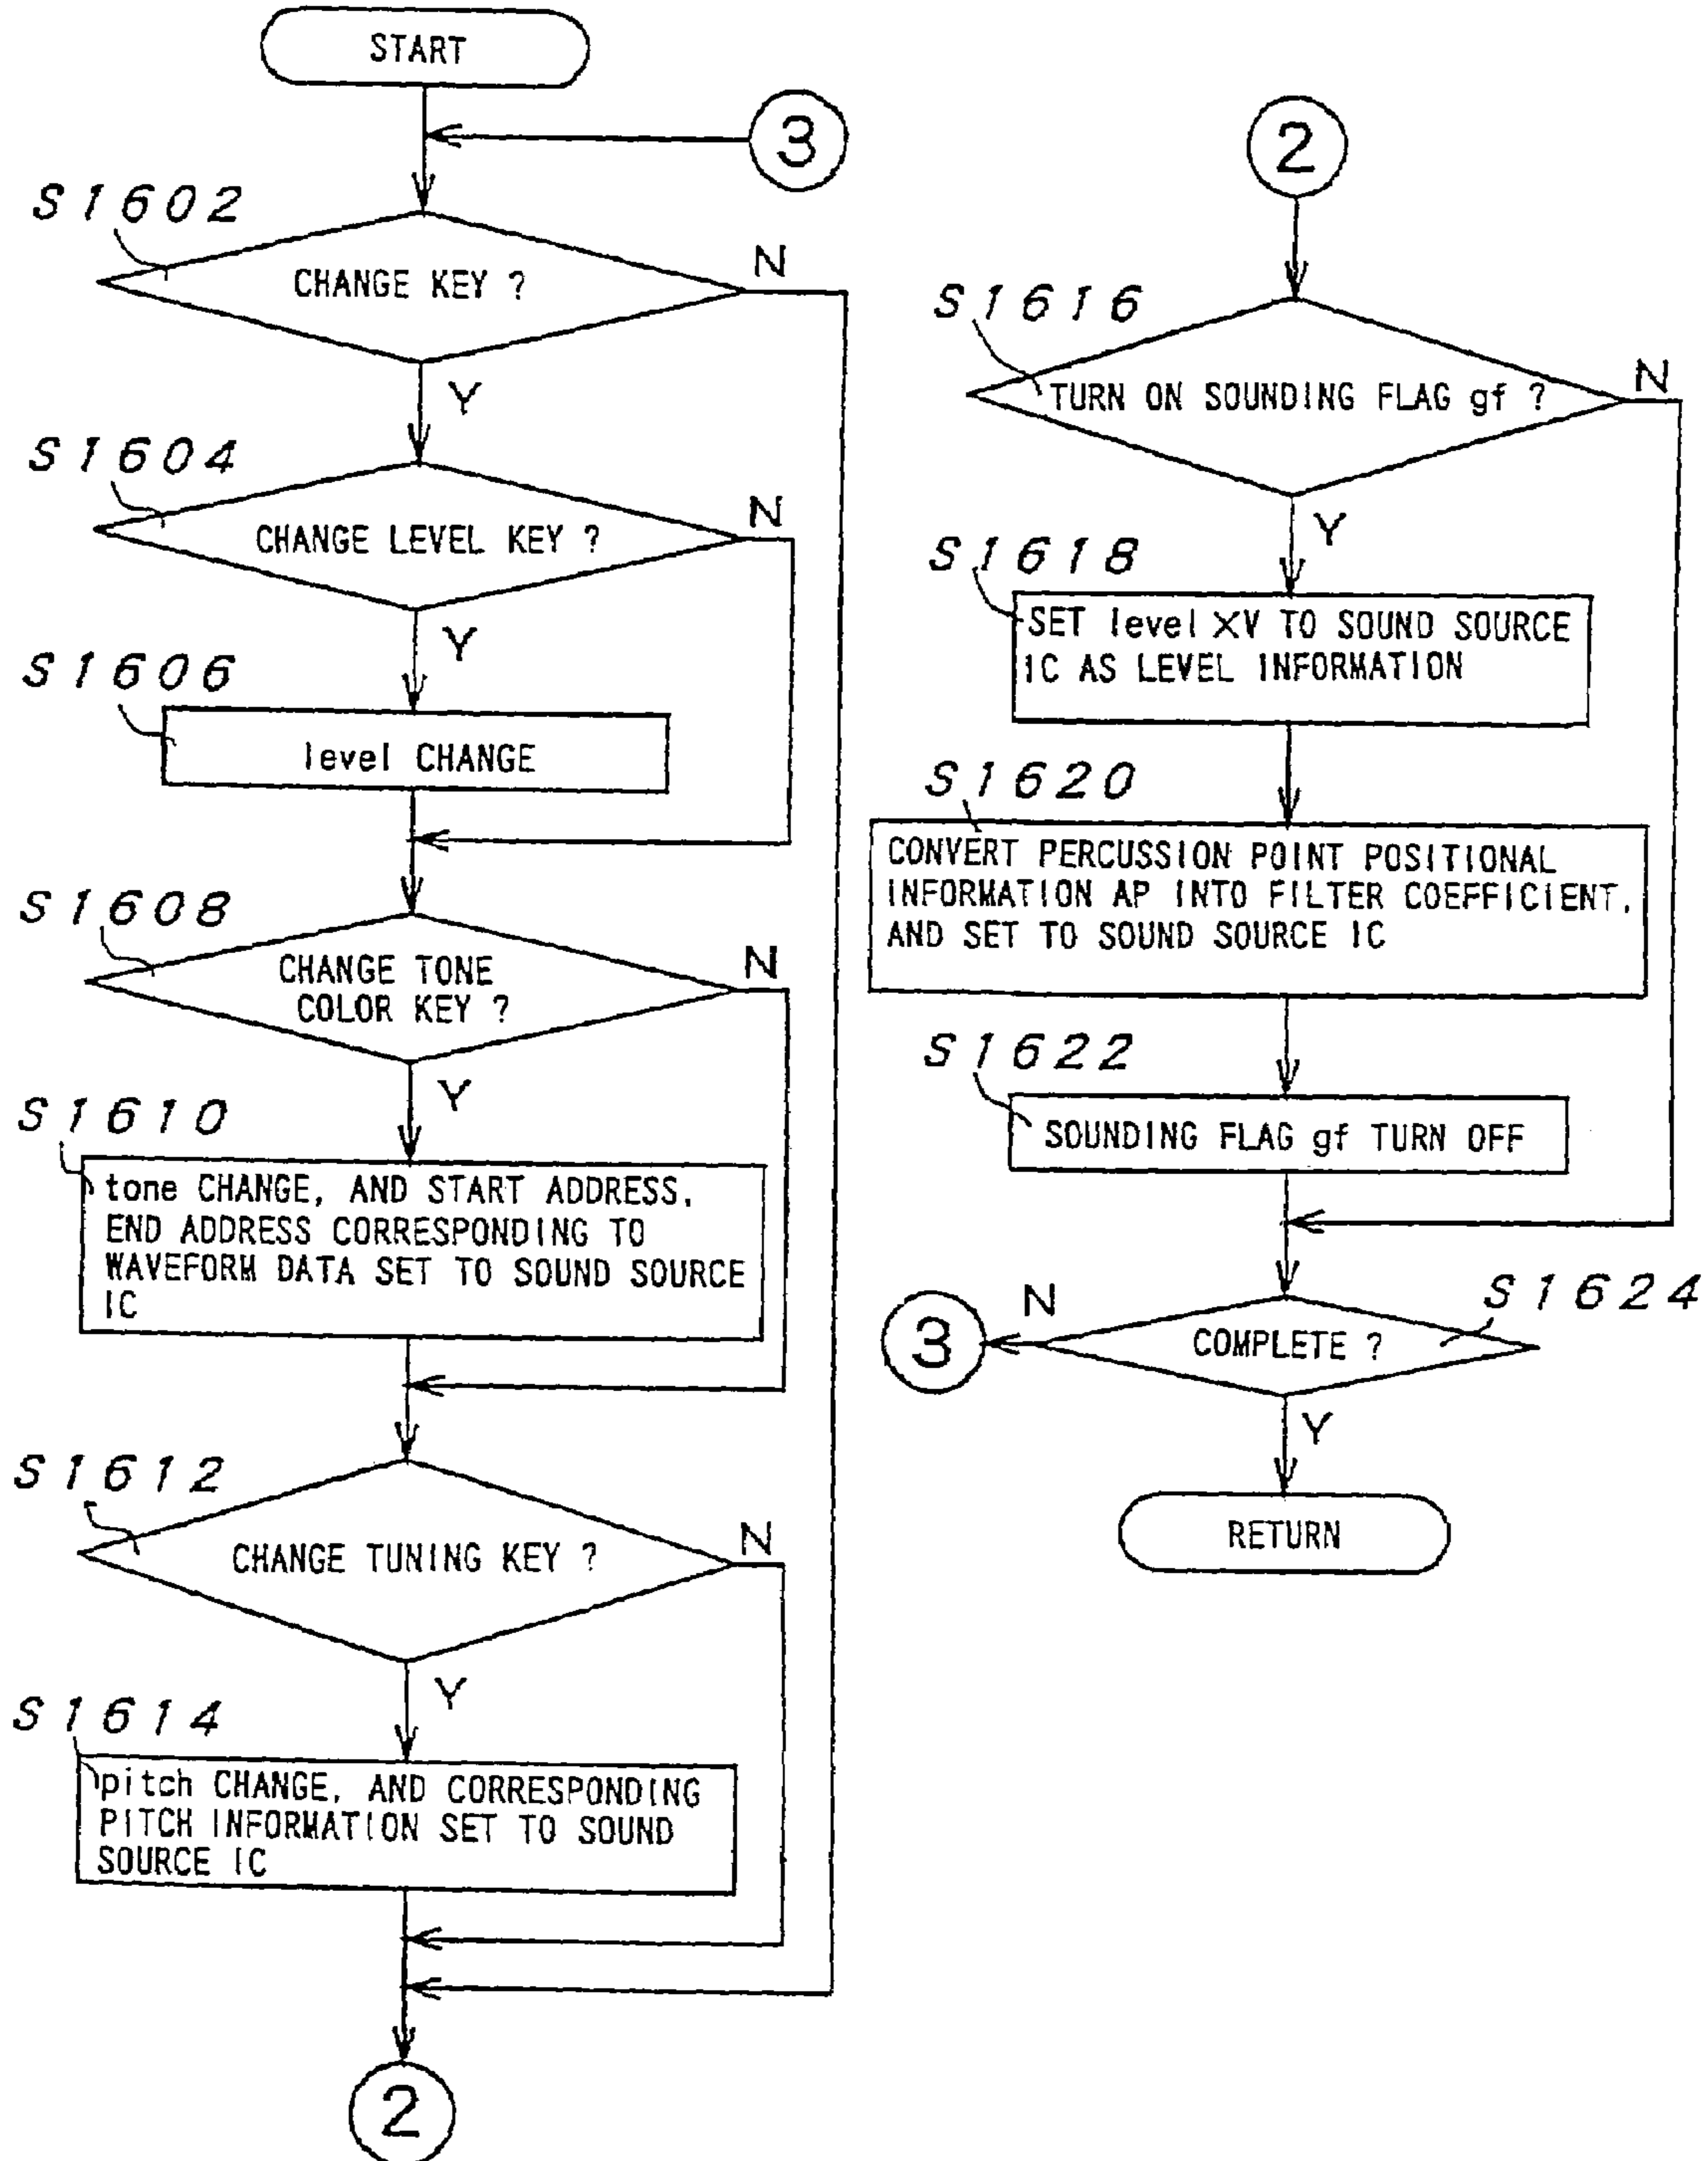 START
3
S1602
CHANGE KEY ?
N
Y
S1604
CHANGE LEVEL KEY ?
N
Y
S1606
level CHANGE
S1608
CHANGE TONE
COLOR KEY ?
N
Y
S1610
tone CHANGE, AND START ADDRESS,
END ADDRESS CORRESPONDING TO
WAVEFORM DATA SET TO SOUND SOURCE
IC
S1612
CHANGE TUNING KEY ?
N
Y
S1614
pitch CHANGE, AND CORRESPONDING
PITCH INFORMATION SET TO SOUND
SOURCE IC
2
2
S1616
TURN ON SOUNDING FLAG gf ?
N
Y
S1618
SET level ×V TO SOUND SOURCE
IC AS LEVEL INFORMATION
S1620
CONVERT PERCUSSION POINT POSITIONAL
INFORMATION AP INTO FILTER COEFFICIENT,
AND SET TO SOUND SOURCE IC
S1622
SOUNDING FLAG gf TURN OFF
S1624
COMPLETE ?
N
3
Y
RETURN